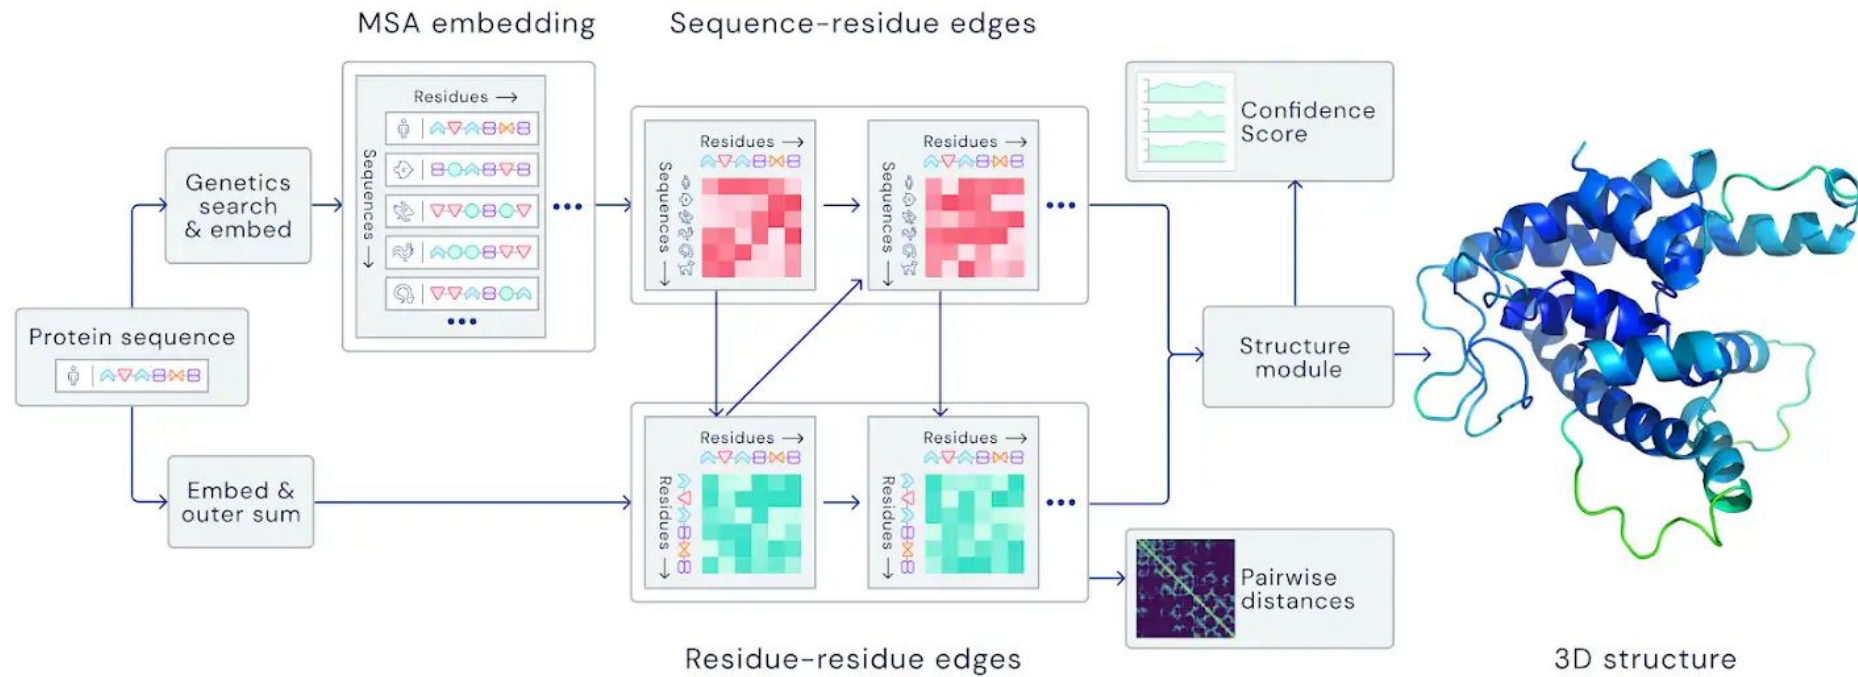 MSA embedding
Sequence-residue edges
Residues →
Sequences →
Genetics
search
& embed
Protein sequence
Embed &
outer sum
Residues →
Sequences →
Residues →
Sequences →
Residues →
Residues →
Residues →
Residues →
Confidence
Score
Structure
module
Pairwise
distances
Residue-residue edges
3D structure